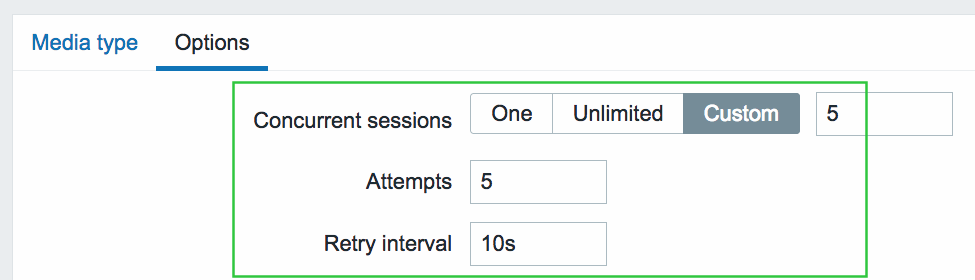 Media type Options
Concurrent sessions One Unlimited Custom 5
Attempts 5
Retry interval 10s